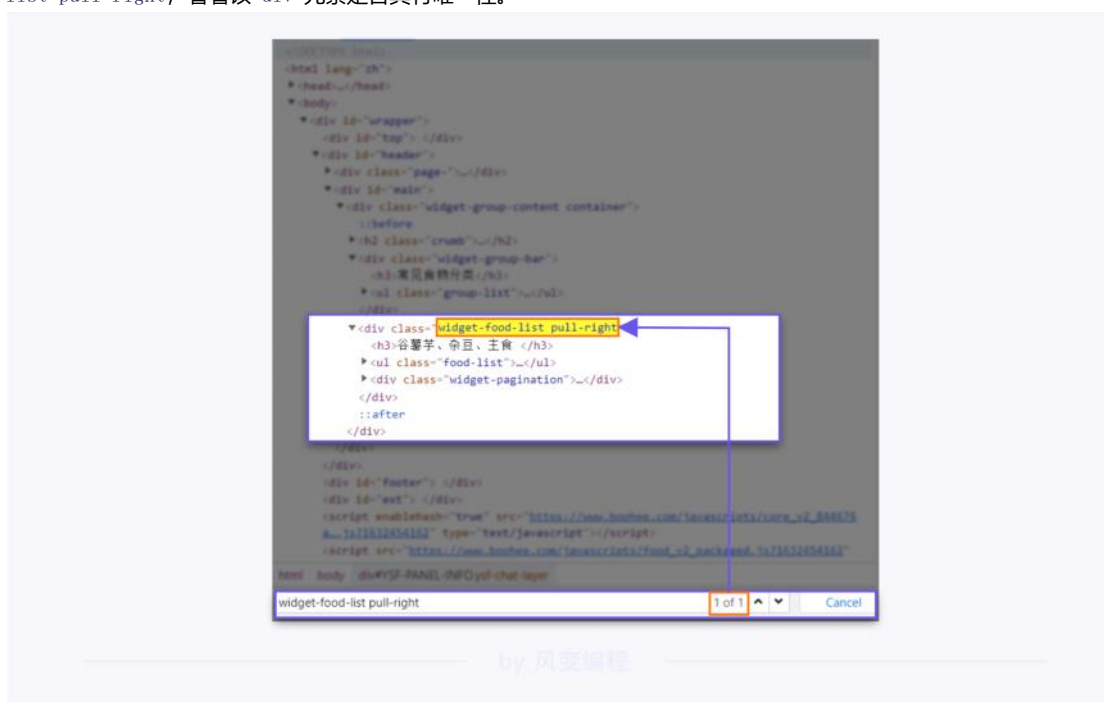 list pull-right，看看该 div 元素是否具有唯一性。
<!DOCTYPE html>
<html lang="zh">
▶<head>…</head>
▼<body>
▼<div id="wrapper">
<div id="top"> </div>
▼<div id="header">
▶<div class="page-">…</div>
▼<div id="main">
▼<div class="widget-group-content container">
::before
▶<h2 class="crumb">…</h2>
▼<div class="widget-group-bar">
<h3>常见食物分类</h3>
▶<ul class="group-list">…</ul>
</div>
▼<div class="widget-food-list pull-right
<h3>谷薯芋、杂豆、主食 </h3>
▶<ul class="food-list">…</ul>
▶<div class="widget-pagination">…</div>
</div>
::after
</div>
</div>
</div>
<div id="footer"> </div>
<div id="ext"> </div>
<script enablehash="true" src="https://www.boohee.com/javascripts/core_v2_844676
a….js?1632454162" type="text/javascript"></script>
<script src="https://www.boohee.com/javascripts/food_v2_packaged.js?1632454162"
html body div#YSF-PANEL-INFO.ysf-chat-layer
widget-food-list pull-right 1 of 1 Cancel
by 风变编程